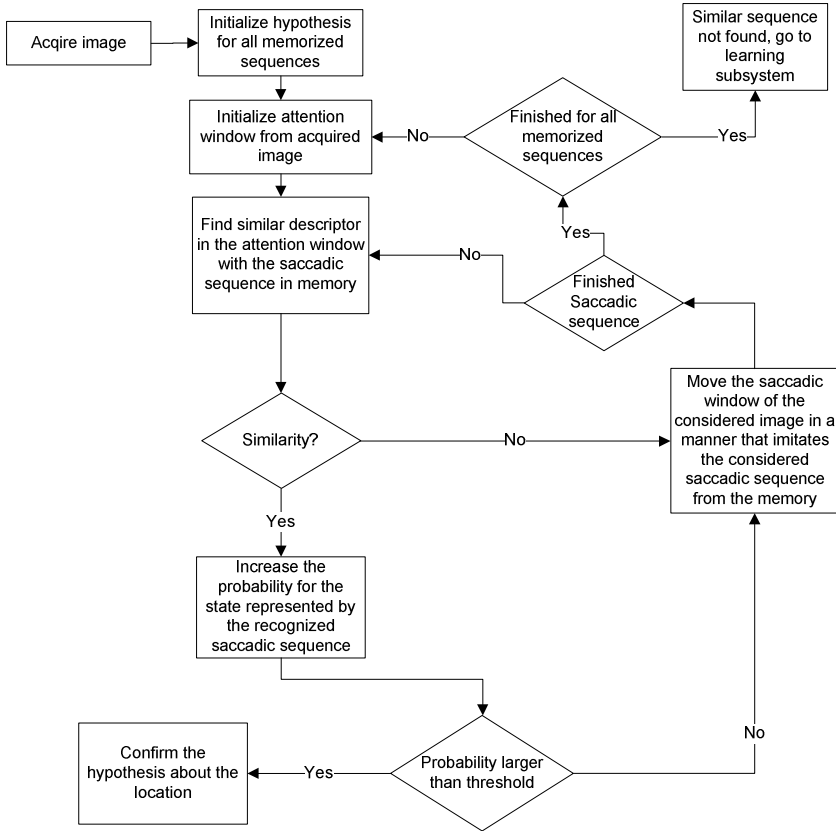 Acqire image
Initialize hypothesis
for all memorized
sequences
Similar sequence
not found, go to
learning
subsystem
Initialize attention
window from acquired
image
No
Finished for all
memorized
sequences
Yes
Find similar descriptor
in the attention window
with the saccadic
sequence in memory
No
Yes
Finished
Saccadic
sequence
Similarity?
No
Move the saccadic
window of the
considered image in a
manner that imitates
the considered
saccadic sequence
from the memory
Yes
Increase the
probability for the
state represented by
the recognized
saccadic sequence
Confirm the
hypothesis about the
location
Yes
Probability larger
than threshold
No